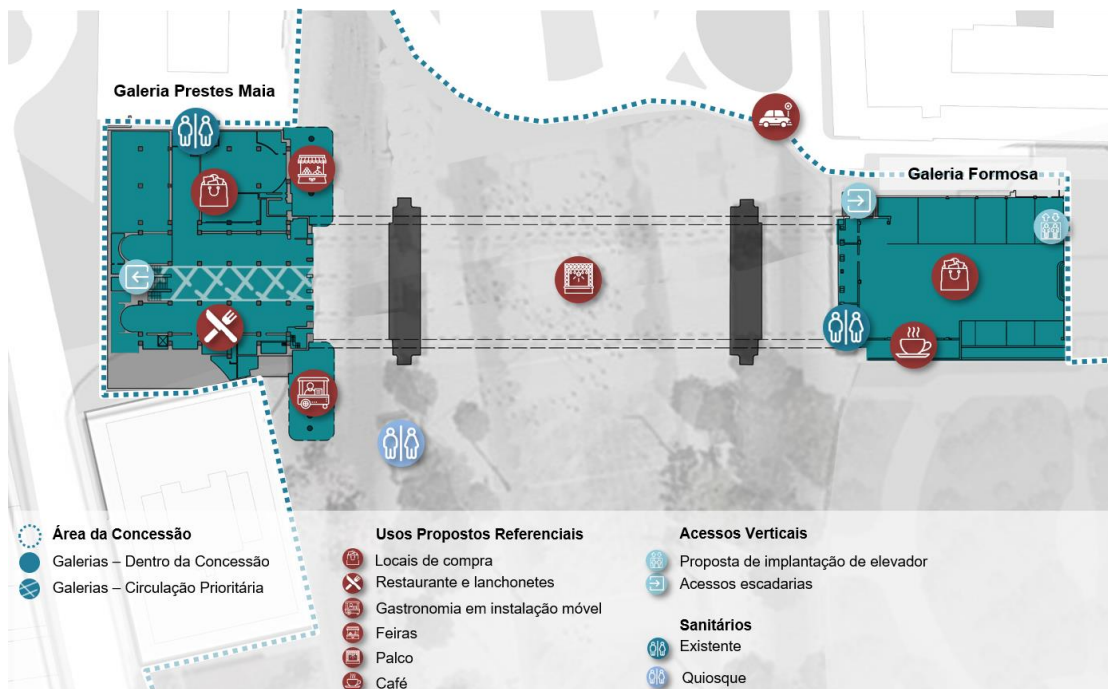 Galeria Prestes Maia
Galeria Formosa
Área da Concessão
Galerias – Dentro da Concessão
Galerias – Circulação Prioritária
Usos Propostos Referenciais
Locais de compra
Restaurante e lanchonetes
Gastronomia em instalação móvel
Feiras
Palco
Café
Acessos Verticais
Proposta de implantação de elevador
Acessos escadarias
Sanitários
Existente
Quiosque